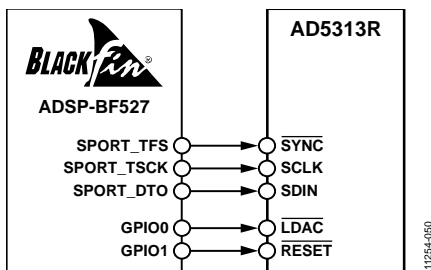 BLACKfin
ADSP-BF527
SPORT_TFS
SPORT_TSCK
SPORT_DTO
GPIO0
GPIO1
AD5313R
SYNC
SCLK
SDIN
LDAC
RESET
11254-050